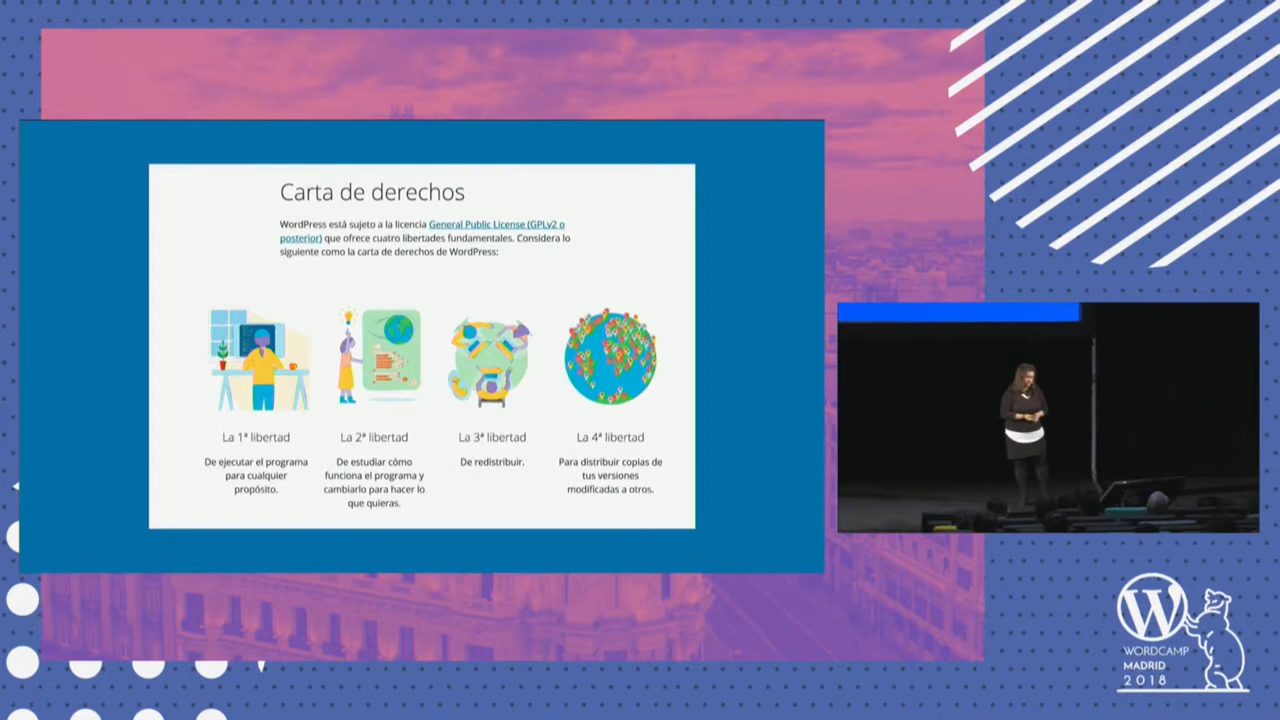 Carta de derechos
WordPress está sujeto a la licencia General Public License (GPLv2 o
posterior) que ofrece cuatro libertades fundamentales. Considera lo
siguiente como la carta de derechos de WordPress:
La 1ª libertad
De ejecutar el programa
para cualquier
propósito.
La 2ª libertad
De estudiar cómo
funciona el programa y
cambiarlo para hacer lo
que quieras.
La 3ª libertad
De redistribuir.
La 4ª libertad
Para distribuir copias de
tus versiones
modificadas a otros.
W
WORDCAMP
MADRID
2018